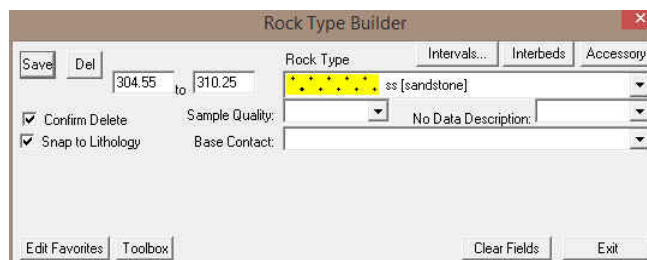 Rock Type Builder
Save Del Rock Type Intervals... Interbeds Accessory
304.55 to 310.25 ss [sandstone]
Confirm Delete Sample Quality: No Data Description:
Snap to Lithology Base Contact:
Edit Favorites Toolbox Clear Fields Exit